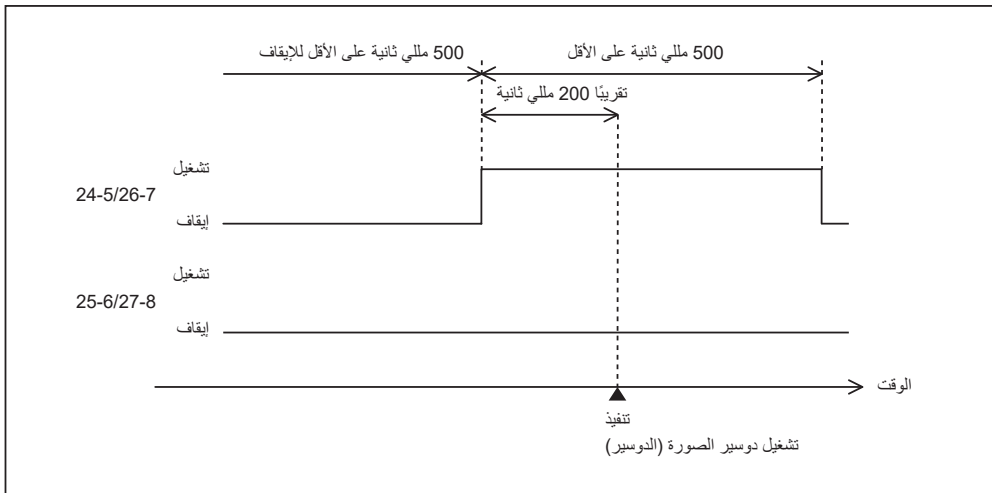 500 مللي ثانية على الأقل
500 مللي ثانية على الأقل للإيقاف
تقريبًا 200 مللي ثانية
تشغيل
24-5/26-7
إيقاف
تشغيل
25-6/27-8
إيقاف
الوقت
تنفيذ
تشغيل دوسير الصورة (الدوسير)